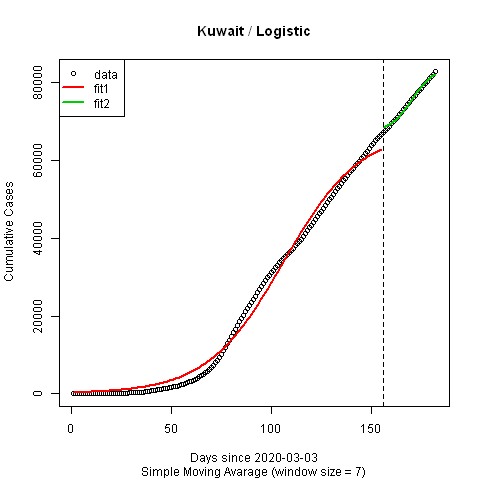 Kuwait / Logistic
data
fit1
fit2
Cumulative Cases
0
20000
40000
60000
80000
0
50
100
150
Days since 2020-03-03
Simple Moving Avarage (window size = 7)